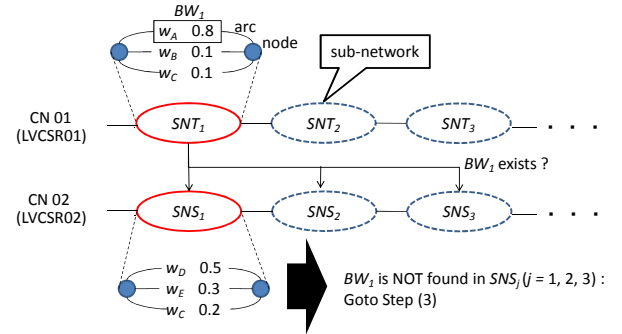 BW1
wA 0.8 arc
node
wB 0.1
wC 0.1
sub-network
CN 01
(LVCSR01)
SNT1 SNT2 SNT3 . . .
BW1 exists ?
CN 02
(LVCSR02)
SNS1 SNS2 SNS3 . . .
wD 0.5
wE 0.3
wC 0.2
BW1 is NOT found in SNSj (j = 1, 2, 3) :
Goto Step (3)